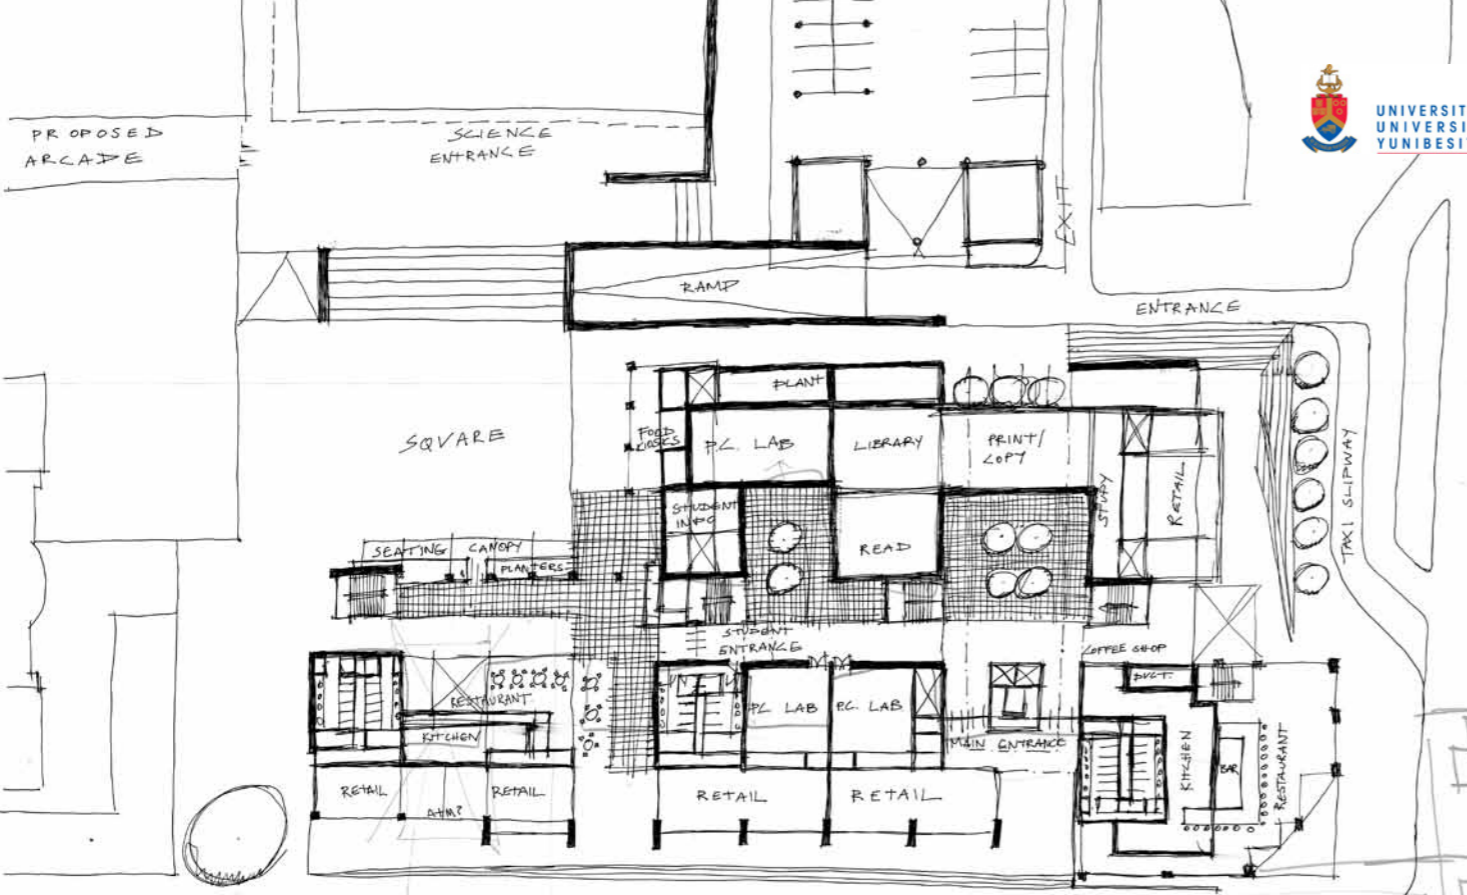 PROPOSED
ARCADE
SCIENCE
ENTRANCE
UNIVERSIT
UNIVERSI
YUNIBESI
EXIT
RAMP
ENTRANCE
PLANT
SQUARE
FOOD
KIOSKS
P.C. LAB
LIBRARY
PRINT/
COPY
STUDY
RETAIL
TAXI SLIPWAY
STUDENT
INFO
READ
SEATING CANOPY
PLANTERS
STUDENT
ENTRANCE
COFFEE SHOP
DUCT.
RESTAURANT
KITCHEN
PC LAB
P.C. LAB
MAIN ENTRANCE
KITCHEN
BAR
RESTAURANT
RETAIL
ATM?
RETAIL
RETAIL
RETAIL